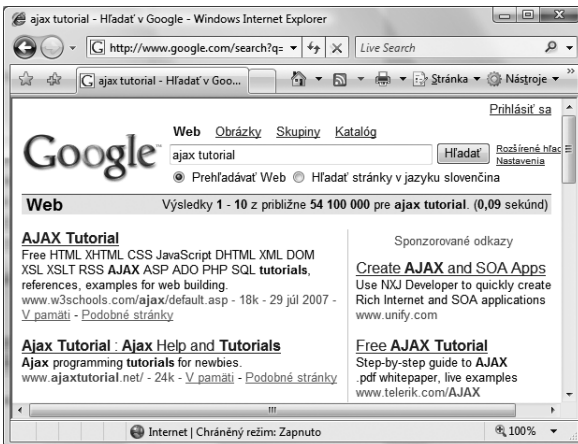 ajax tutorial - Hľadať v Google - Windows Internet Explorer
http://www.google.com/search?q=
Live Search
ajax tutorial - Hľadať v Goo...
Stránka
Nástroje
Prihlásiť sa
Google™
Web Obrázky Skupiny Katalóg
ajax tutorial
Hľadať
Rozšírené hľad
Nastavenia
Prehľadávať Web Hľadať stránky v jazyku slovenčina
Web
Výsledky 1 - 10 z približne 54 100 000 pre ajax tutorial. (0,09 sekúnd)
AJAX Tutorial
Free HTML XHTML CSS JavaScript DHTML XML DOM
XSL XSLT RSS AJAX ASP ADO PHP SQL tutorials,
references, examples for web building.
www.w3schools.com/ajax/default.asp - 18k - 29 júl 2007 -
V pamäti - Podobné stránky
Ajax Tutorial : Ajax Help and Tutorials
Ajax programming tutorials for newbies.
www.ajaxtutorial.net/ - 24k - V pamäti - Podobné stránky
Sponzorované odkazy
Create AJAX and SOA Apps
Use NXJ Developer to quickly create
Rich Internet and SOA applications
www.unify.com
Free AJAX Tutorial
Step-by-step guide to AJAX
.pdf whitepaper, live examples
www.telerik.com/AJAX
Internet | Chráněný režim: Zapnuto
100%